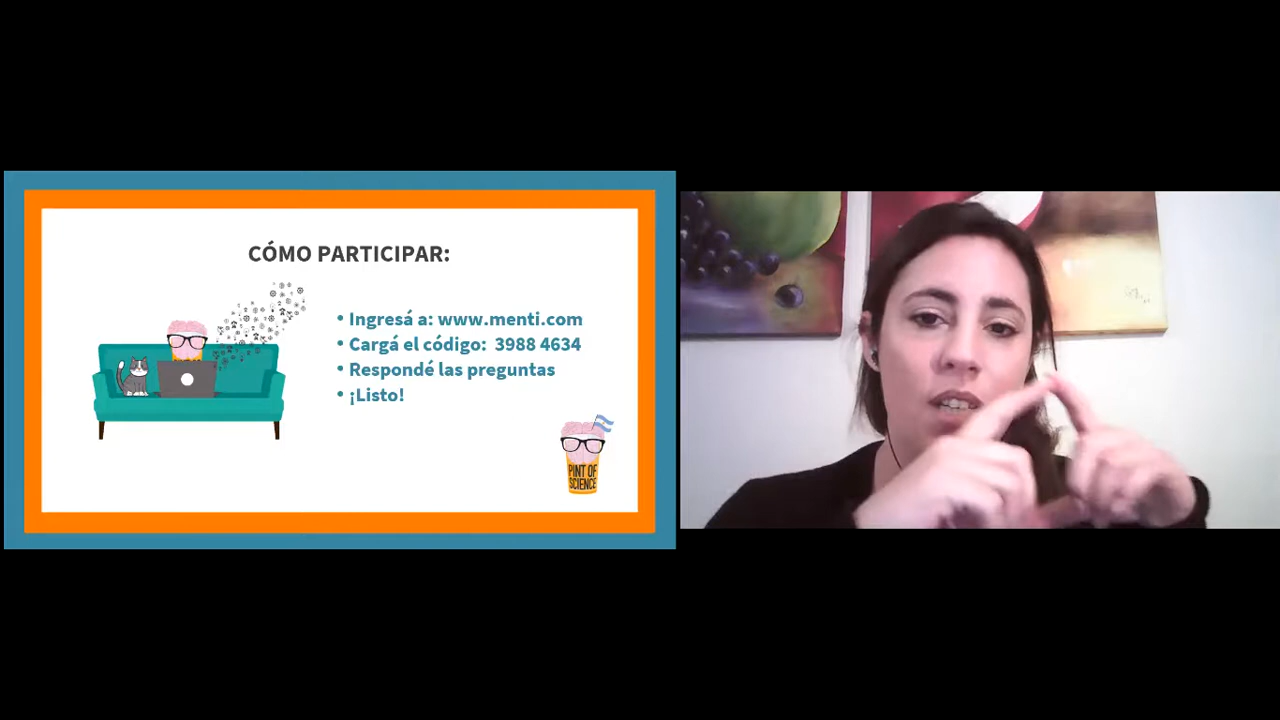 CÓMO PARTICIPAR:
• Ingresá a: www.menti.com
• Cargá el código: 3988 4634
• Respondé las preguntas
• ¡Listo!
PINT OF
SCIENCE